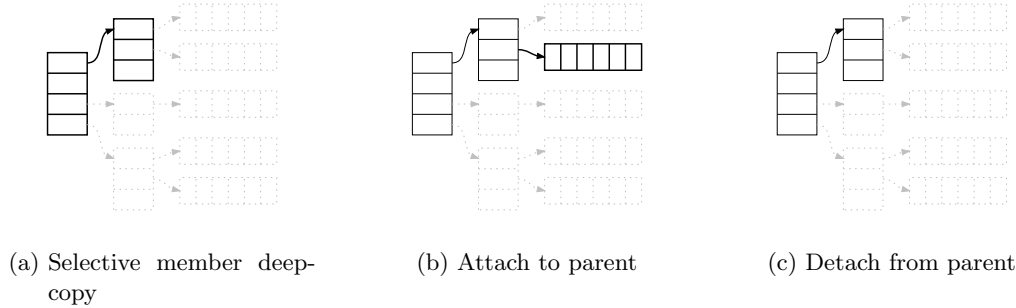 (a) Selective member deep-
copy
(b) Attach to parent
(c) Detach from parent